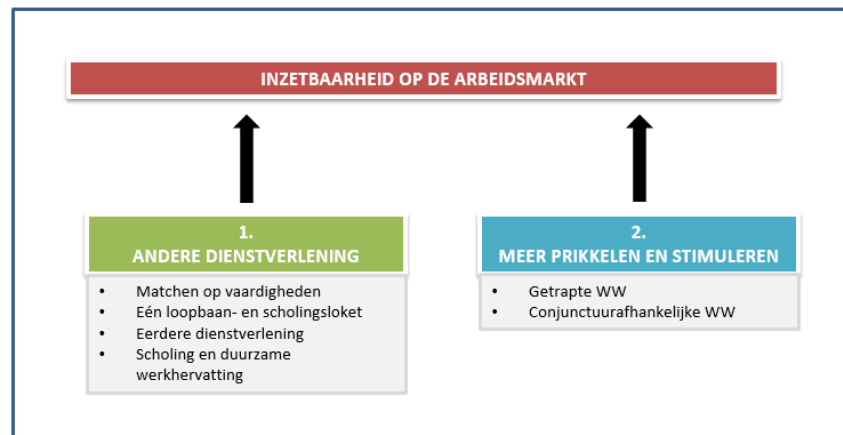 INZETBAARHEID OP DE ARBEIDSMARKT
1.
ANDERE DIENSTVERLENING
• Matchen op vaardigheden
• Eén loopbaan- en scholingsloket
• Eerdere dienstverlening
• Scholing en duurzame
werkhervatting
2.
MEER PRIKKELEN EN STIMULEREN
• Getrapte WW
• Conjunctuurafhankelijke WW